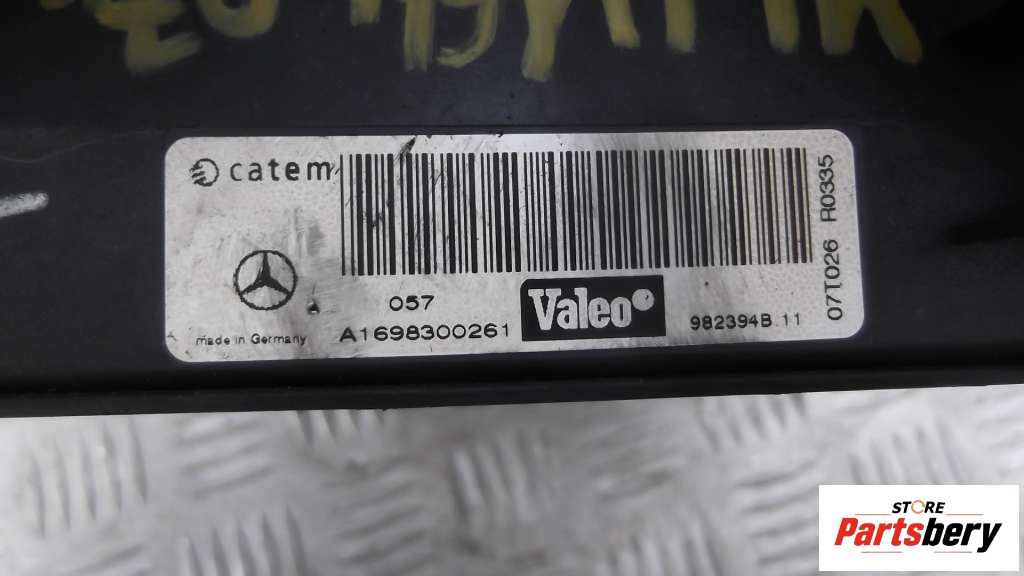 catem
057
A1698300261
made in Germany
Valeo
982394B.11
07T026 R0335
STORE
Partsbery